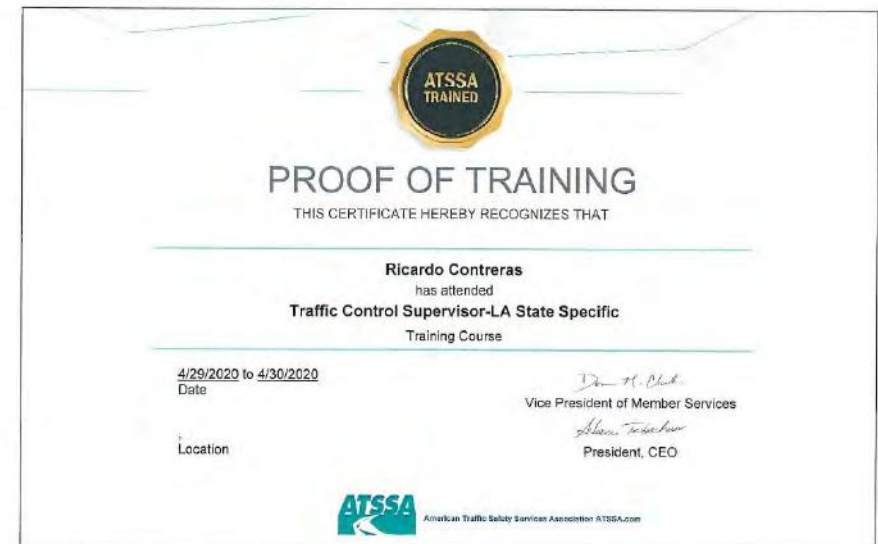 ATSSA
TRAINED
PROOF OF TRAINING
THIS CERTIFICATE HEREBY RECOGNIZES THAT
Ricardo Contreras
has attended
Traffic Control Supervisor-LA State Specific
Training Course
4/29/2020 to 4/30/2020
Date
Vice President of Member Services
,
Location
President, CEO
ATSSA
American Traffic Safety Services Association ATSSA.com